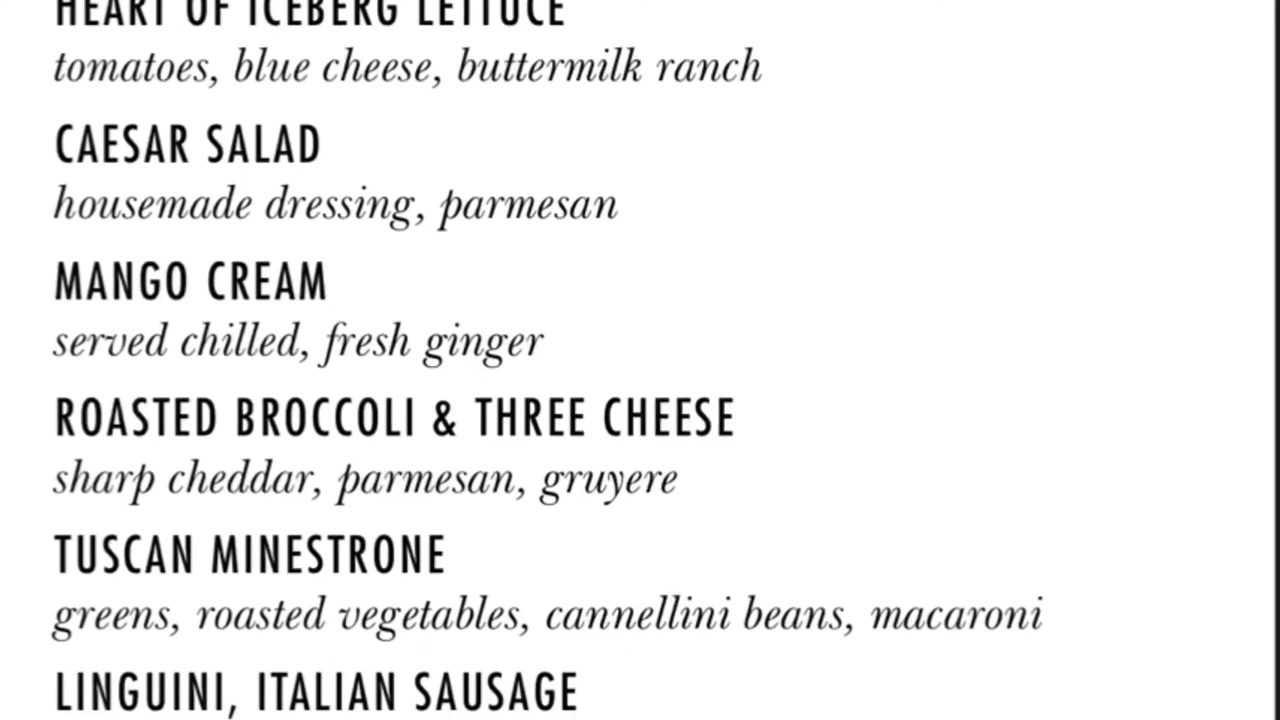 HEART OF ICEBERG LETTUCE
tomatoes, blue cheese, buttermilk ranch
CAESAR SALAD
housemade dressing, parmesan
MANGO CREAM
served chilled, fresh ginger
ROASTED BROCCOLI & THREE CHEESE
sharp cheddar, parmesan, gruyere
TUSCAN MINESTRONE
greens, roasted vegetables, cannellini beans, macaroni
LINGUINI, ITALIAN SAUSAGE